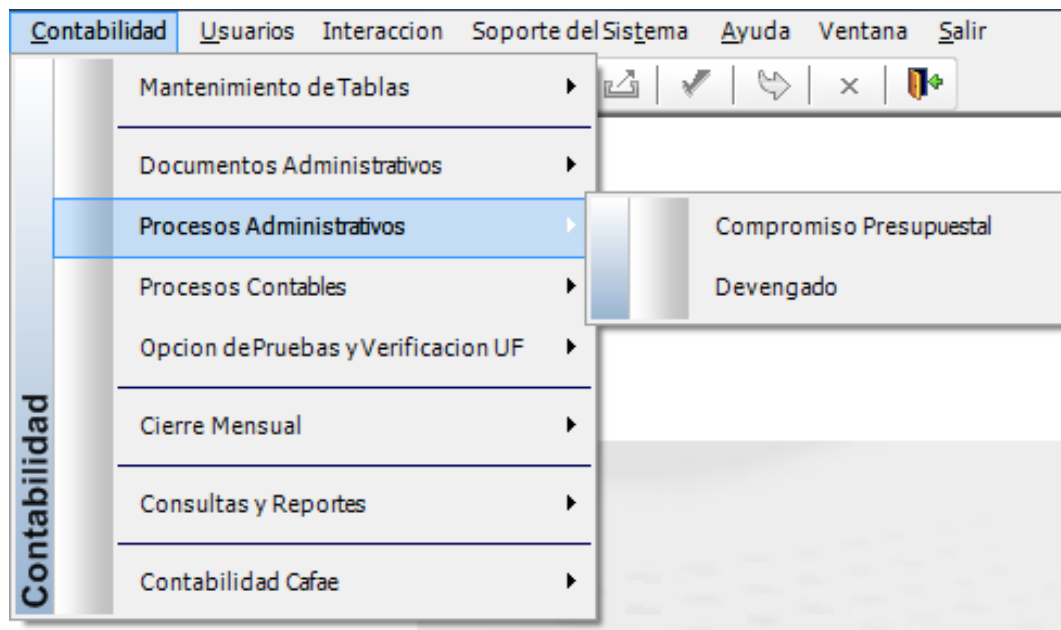 Contabilidad Usuarios Interaccion Soporte del Sistema Ayuda Ventana Salir
Mantenimiento de Tablas
Documentos Administrativos
Procesos Administrativos
Compromiso Presupuestal
Procesos Contables
Devengado
Opcion de Pruebas y Verificacion UF
Cierre Mensual
Consultas y Reportes
Contabilidad Cafae
Contabilidad